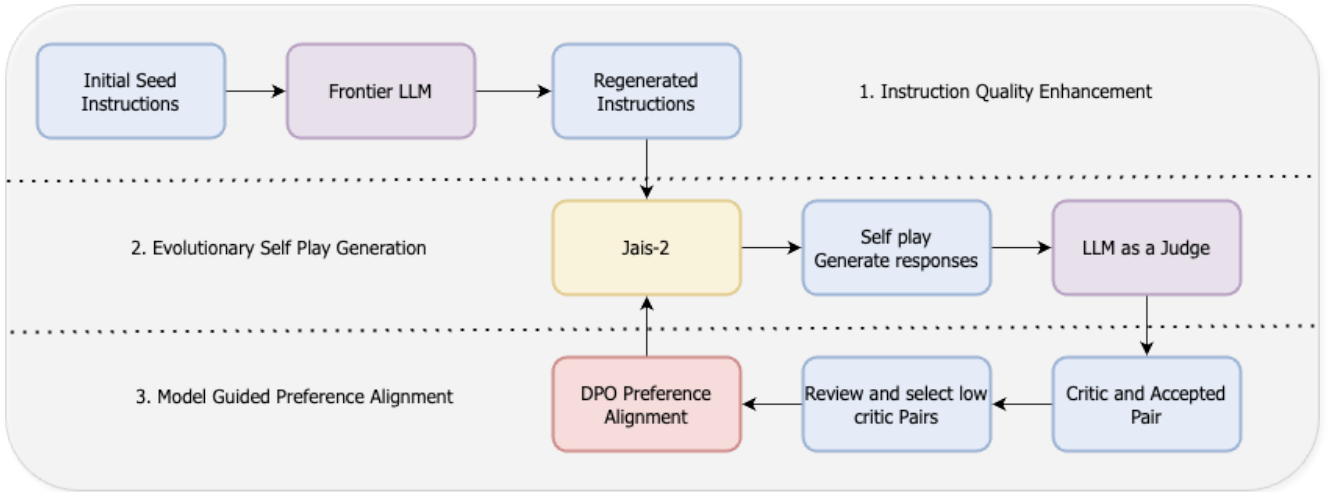 Initial Seed
Instructions
Frontier LLM
Regenerated
Instructions
1. Instruction Quality Enhancement
2. Evolutionary Self Play Generation
Jais-2
Self play
Generate responses
LLM as a Judge
3. Model Guided Preference Alignment
DPO Preference
Alignment
Review and select low
critic Pairs
Critic and Accepted
Pair